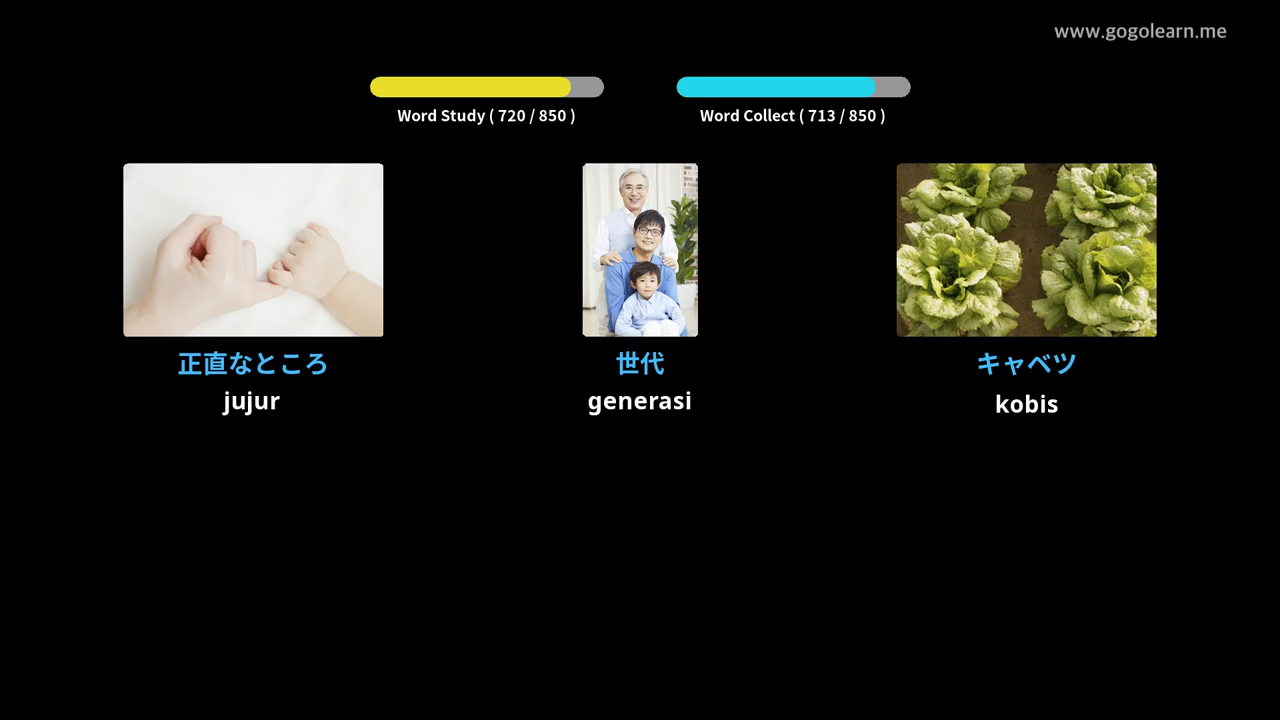 www.gogolearn.me
Word Study ( 720 / 850 )
Word Collect ( 713 / 850 )
正直なところ
jujur
世代
generasi
キャベツ
kobis